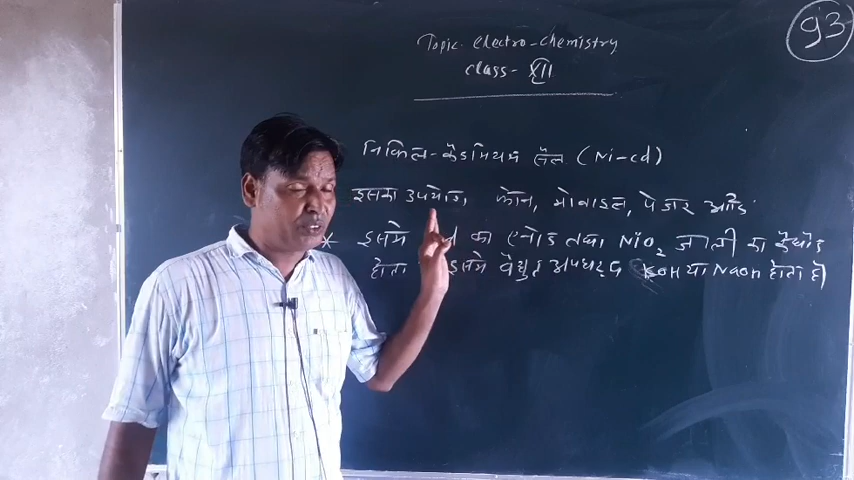 93
Topic- electro-chemistry
class- XII
निकिल-कैडमियम सैल (Ni-cd)
इसका उपयोग, फोन, मोबाइल, पेजर आदि
* इसमे का एनोड तथा NiO2 जाली का कैथोड
होता इसमे वैधुत अपघट्य KOH या NaOH होता है)